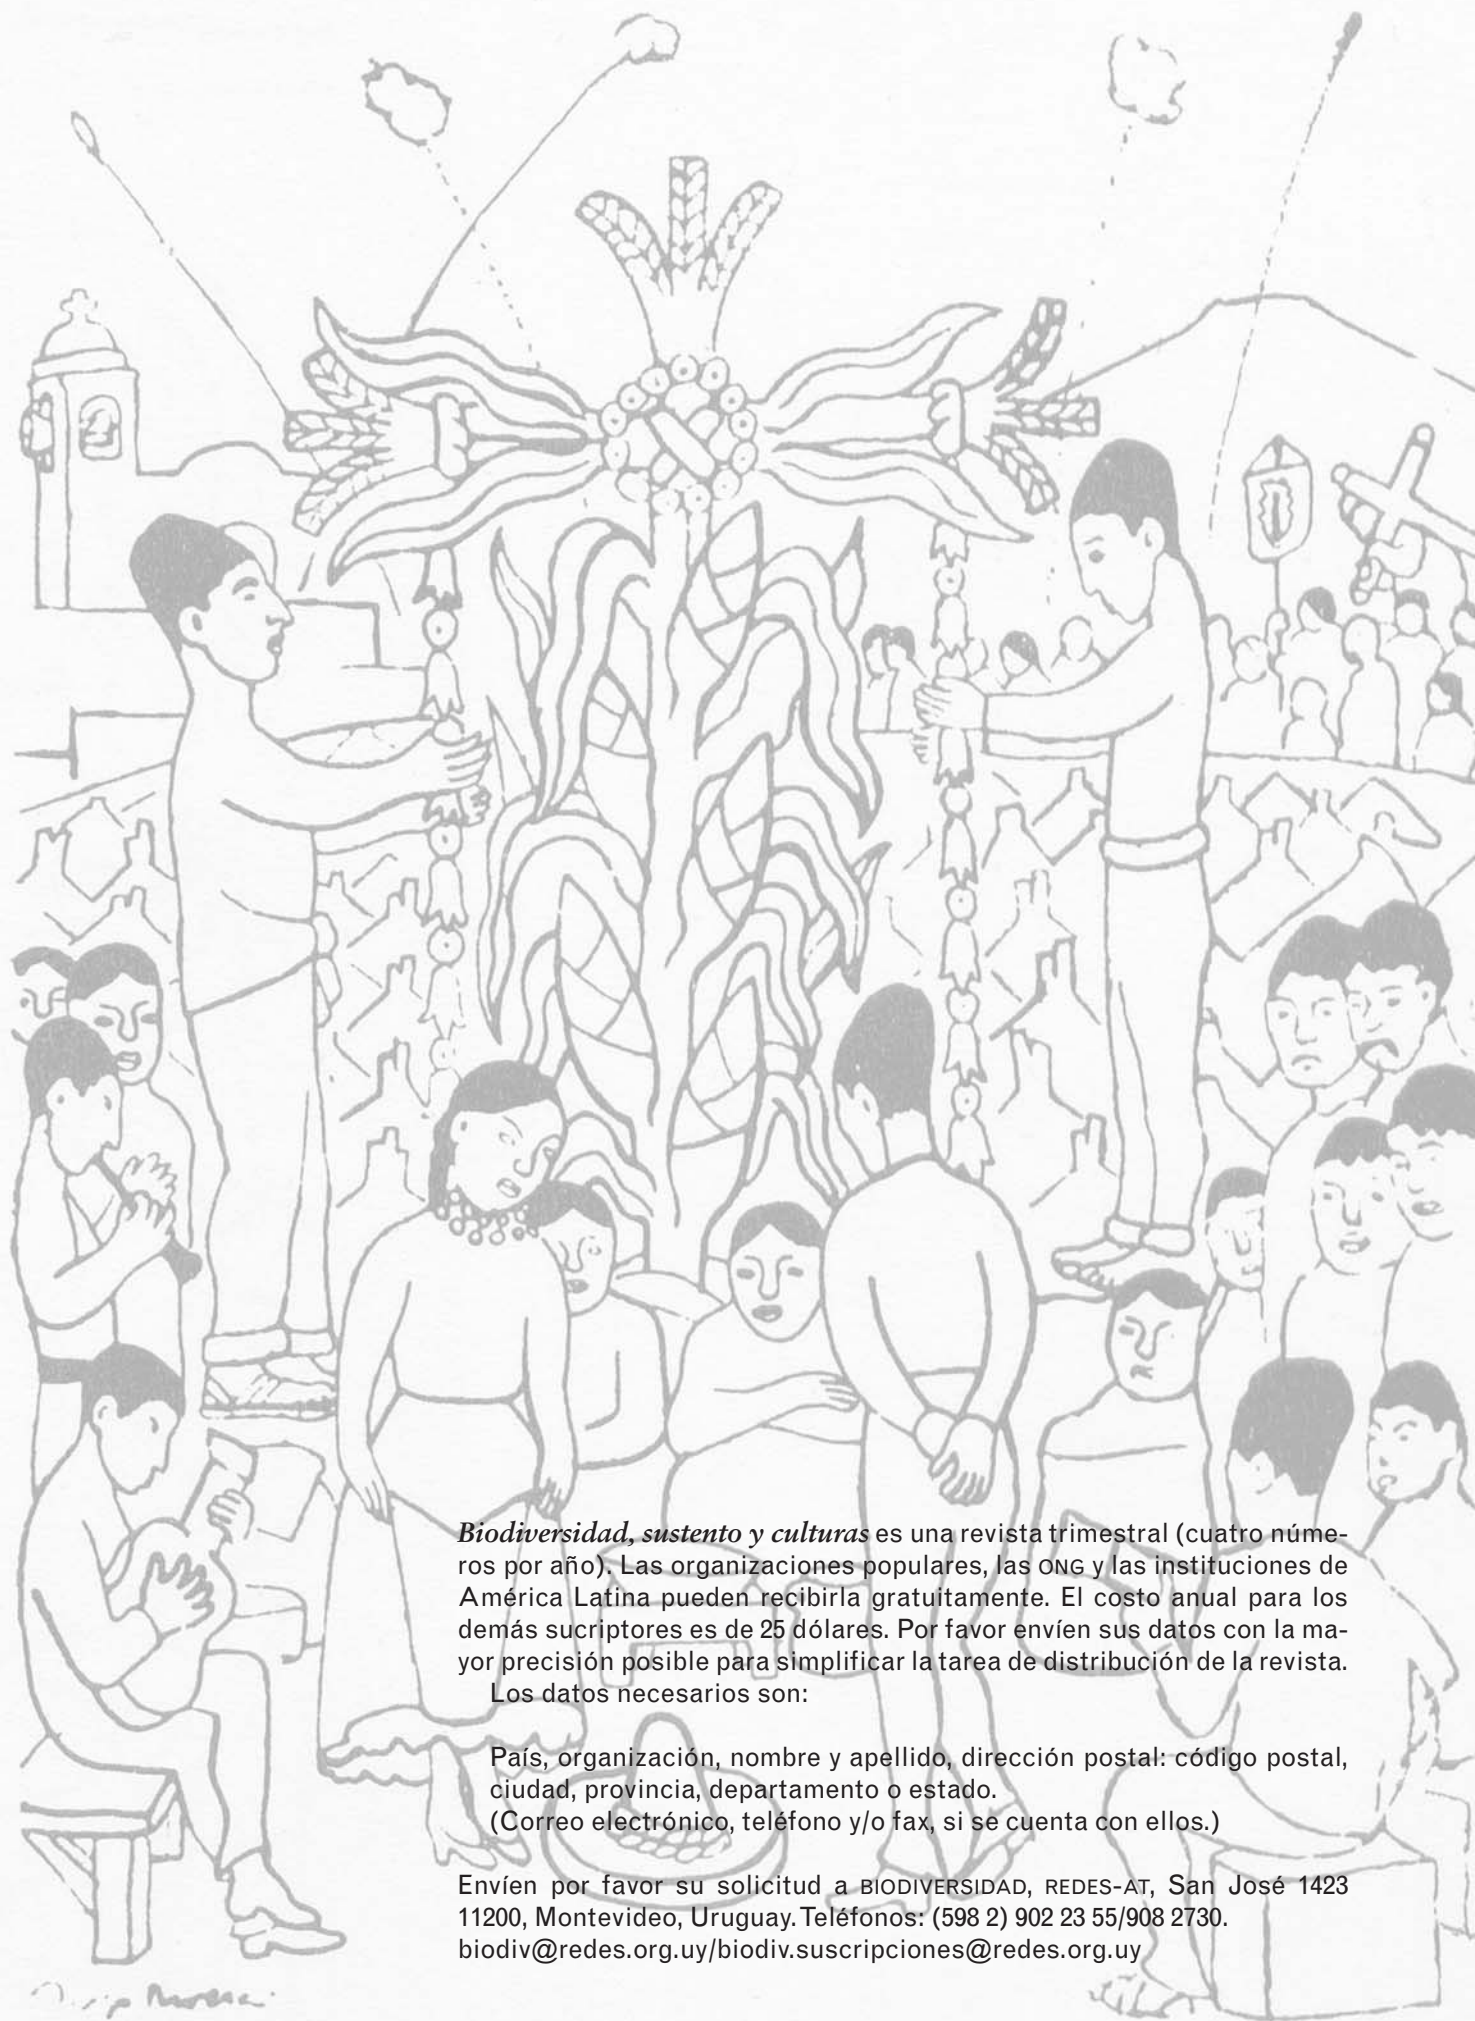 Biodiversidad, sustento y culturas es una revista trimestral (cuatro núme-
ros por año). Las organizaciones populares, las ONG y las instituciones de
América Latina pueden recibirla gratuitamente. El costo anual para los
demás sucriptores es de 25 dólares. Por favor envíen sus datos con la ma-
yor precisión posible para simplificar la tarea de distribución de la revista.
Los datos necesarios son:
País, organización, nombre y apellido, dirección postal: código postal,
ciudad, provincia, departamento o estado.
(Correo electrónico, teléfono y/o fax, si se cuenta con ellos.)
Envíen por favor su solicitud a BIODIVERSIDAD, REDES-AT, San José 1423
11200, Montevideo, Uruguay. Teléfonos: (598 2) 902 23 55/908 2730.
biodiv@redes.org.uy/biodiv.suscripciones@redes.org.uy